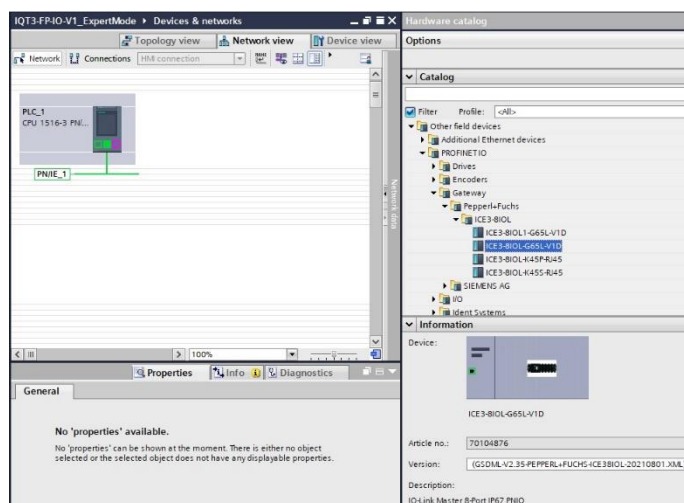 IQT3-FP-IO-V1_ExpertMode ▸ Devices & networks
Topology view
Network view
Device view
Network
Connections
HMI connection
PLC_1
CPU 1516-3 PN/...
PN/IE_1
Network data
100%
Properties
Info
Diagnostics
General
No 'properties' available.
No 'properties' can be shown at the moment. There is either no object
selected or the selected object does not have any displayable properties.
Hardware catalog
Options
Catalog
Filter
Profile:
<All>
Other field devices
Additional Ethernet devices
PROFINET IO
Drives
Encoders
Gateway
Pepperl+Fuchs
ICE3-8IOL
ICE3-8IOL1-G65L-V1D
ICE3-8IOL-G65L-V1D
ICE3-8IOL-K45P-RJ45
ICE3-8IOL-K45S-RJ45
SIEMENS AG
I/O
Ident Systems
Information
Device:
ICE3-8IOL-G65L-V1D
Article no.:
70104876
Version:
(GSDML-V2.35-PEPPERL+FUCHS-ICE38IOL-20210801.XML
Description:
IO-Link Master 8-Port IP67 PNIO